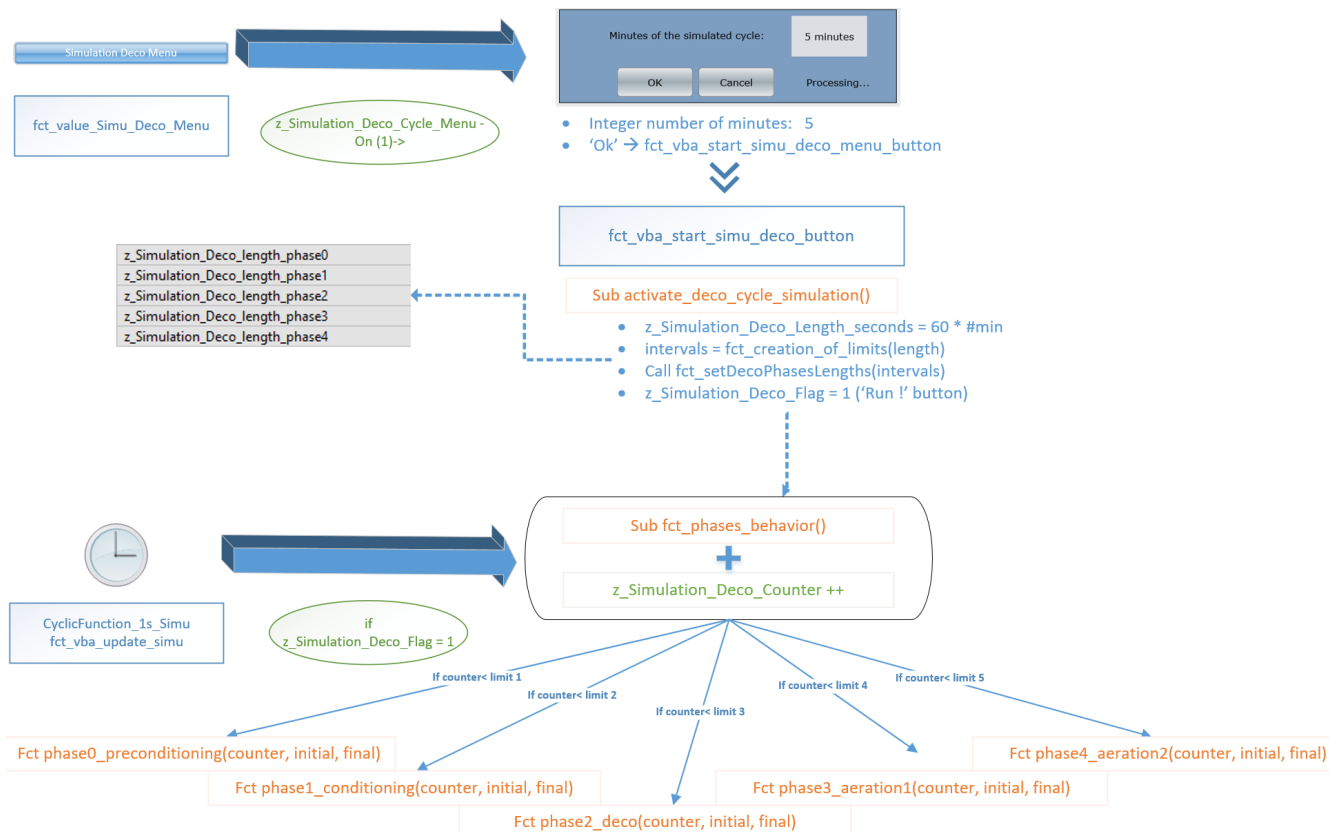 Simulation Deco Menu
Minutes of the simulated cycle:
5 minutes
OK
Cancel
Processing...
fct_value_Simu_Deco_Menu
z_Simulation_Deco_Cycle_Menu -
On (1)->
• Integer number of minutes: 5
• ‘Ok’ → fct_vba_start_simu_deco_menu_button
fct_vba_start_simu_deco_button
z_Simulation_Deco_length_phase0
z_Simulation_Deco_length_phase1
z_Simulation_Deco_length_phase2
z_Simulation_Deco_length_phase3
z_Simulation_Deco_length_phase4
Sub activate_deco_cycle_simulation()
• z_Simulation_Deco_Length_seconds = 60 * #min
• intervals = fct_creation_of_limits(length)
• Call fct_setDecoPhasesLengths(intervals)
• z_Simulation_Deco_Flag = 1 (‘Run !’ button)
Sub fct_phases_behavior()
z_Simulation_Deco_Counter ++
CyclicFunction_1s_Simu
fct_vba_update_simu
if
z_Simulation_Deco_Flag = 1
If counter< limit 1
If counter< limit 2
If counter< limit 3
If counter< limit 4
If counter< limit 5
Fct phase0_preconditioning(counter, initial, final)
Fct phase1_conditioning(counter, initial, final)
Fct phase2_deco(counter, initial, final)
Fct phase3_aeration1(counter, initial, final)
Fct phase4_aeration2(counter, initial, final)